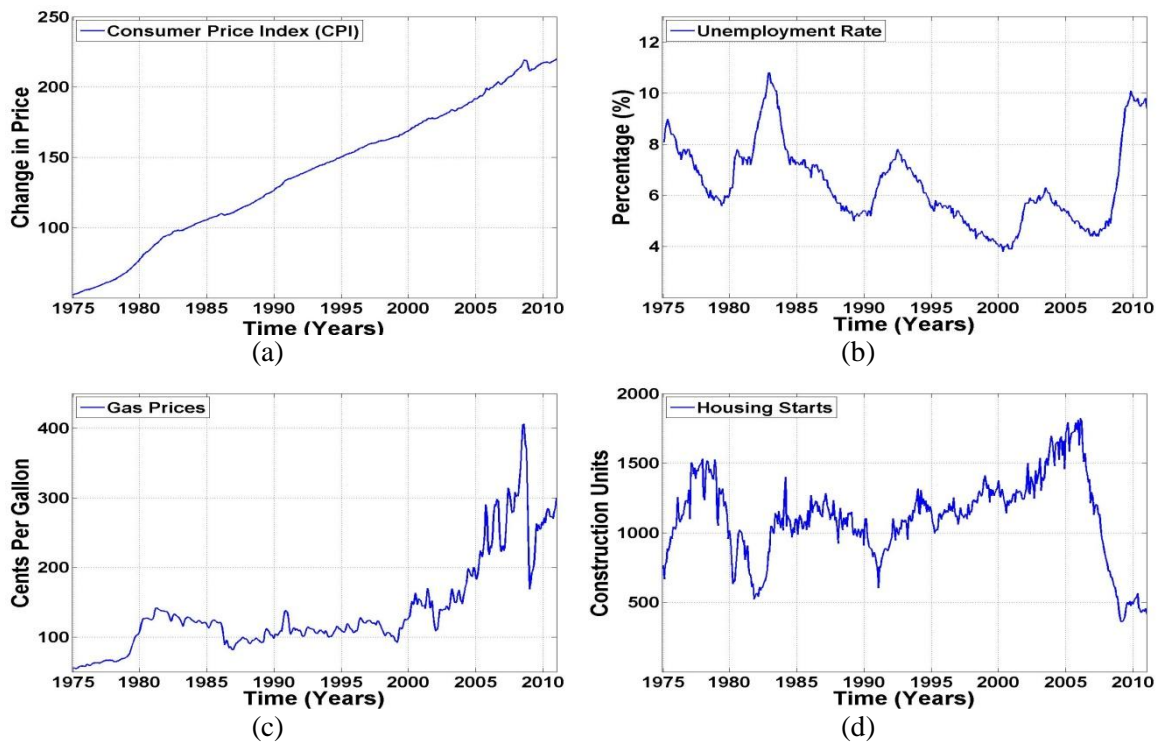 Consumer Price Index (CPI)
250
200
150
100
Change in Price
1975 1980 1985 1990 1995 2000 2005 2010
Time (Years)
(a)
Unemployment Rate
12
10
8
6
4
Percentage (%)
1975 1980 1985 1990 1995 2000 2005 2010
Time (Years)
(b)
Gas Prices
400
300
200
100
Cents Per Gallon
1975 1980 1985 1990 1995 2000 2005 2010
Time (Years)
(c)
Housing Starts
2000
1500
1000
500
Construction Units
1975 1980 1985 1990 1995 2000 2005 2010
Time (Years)
(d)